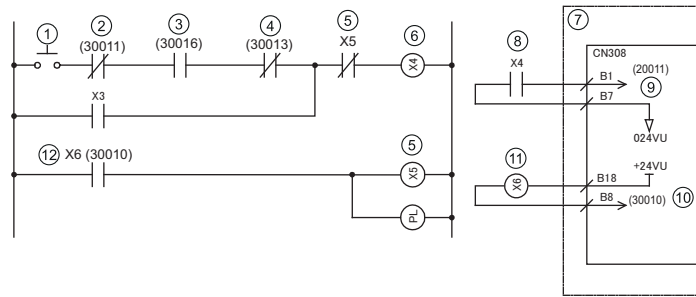 1
2
(30011)
3
(30016)
4
(30013)
5
X5
6
X4
X3
12 X6 (30010)
5
X5
PL
7
8
X4
CN308
B1
(20011)
9
B7
024VU
+24VU
11
X6
B18
B8
(30010)
10